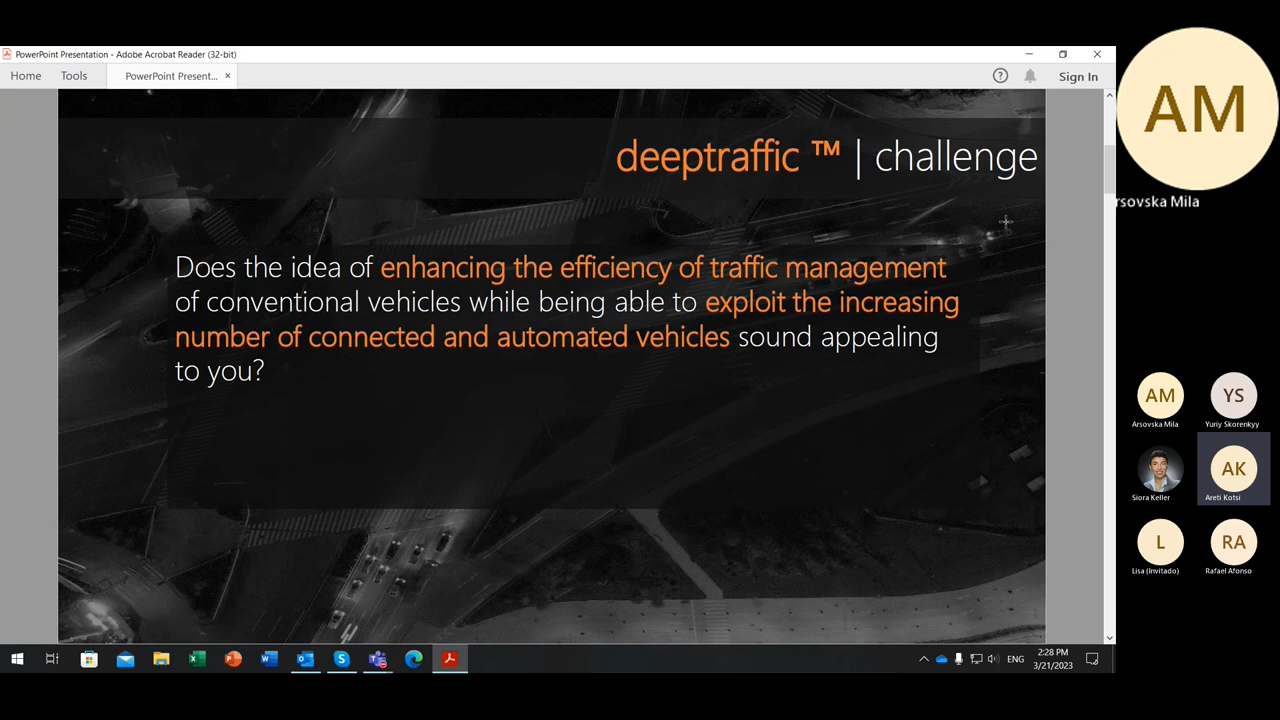 PowerPoint Presentation - Adobe Acrobat Reader (32-bit)
Home Tools PowerPoint Present... × Sign In
deeptraffic ™ | challenge
Does the idea of enhancing the efficiency of traffic management
of conventional vehicles while being able to exploit the increasing
number of connected and automated vehicles sound appealing
to you?
AM
rsovska Mila
AM YS
Arsovska Mila Yuriy Skorenkyy
AK
Siora Keller Areti Kotsi
L RA
Lisa (Invitado) Rafael Afonso
ENG 2:28 PM
3/21/2023